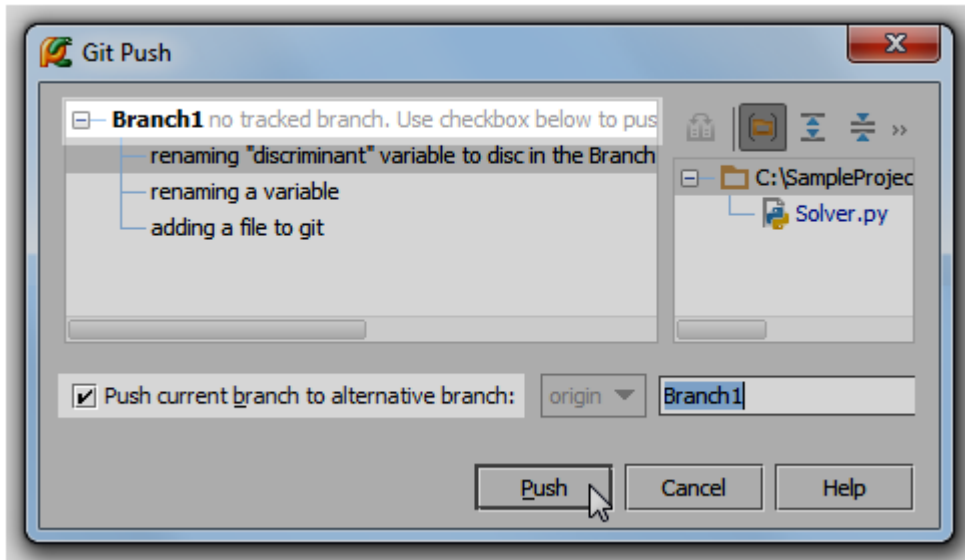 Git Push
Branch1 no tracked branch. Use checkbox below to pus
renaming "discriminant" variable to disc in the Branch
renaming a variable
adding a file to git
C:\SampleProjec
Solver.py
Push current branch to alternative branch:
origin
Branch1
Push
Cancel
Help